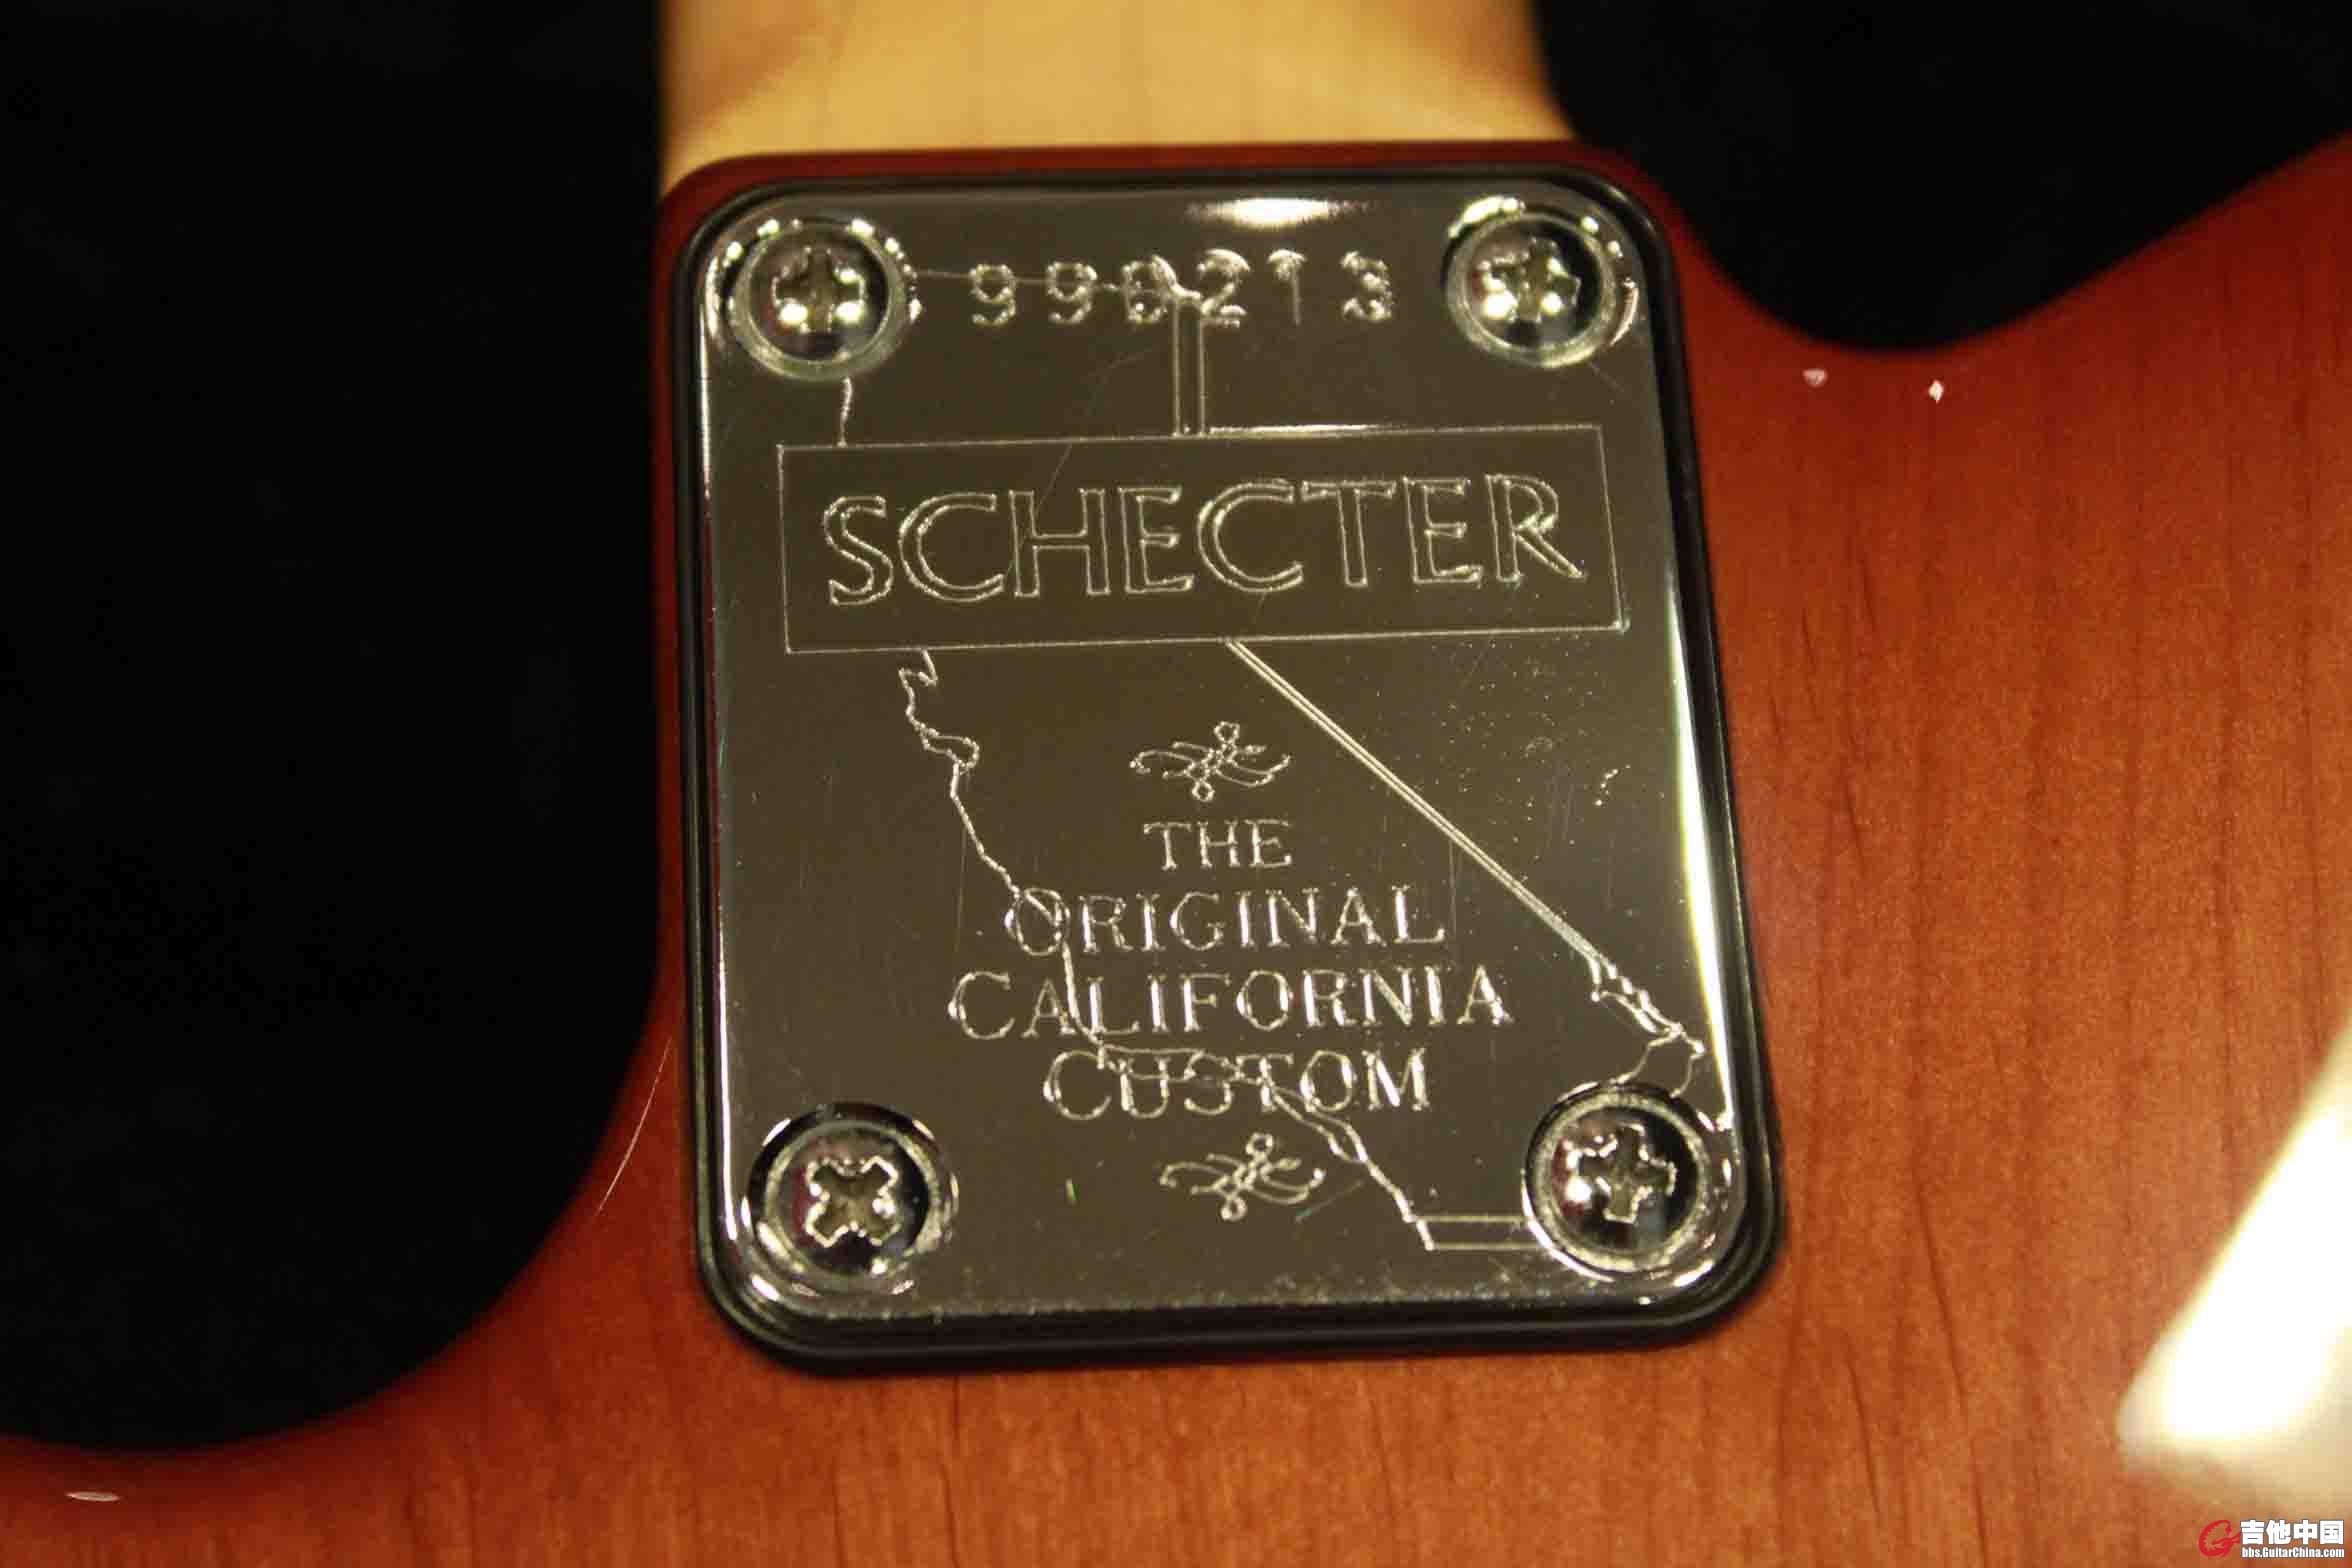 990213
SCHECTER
THE
ORIGINAL
CALIFORNIA
CUSTOM
吉他中国
bbs.GuitarChina.com